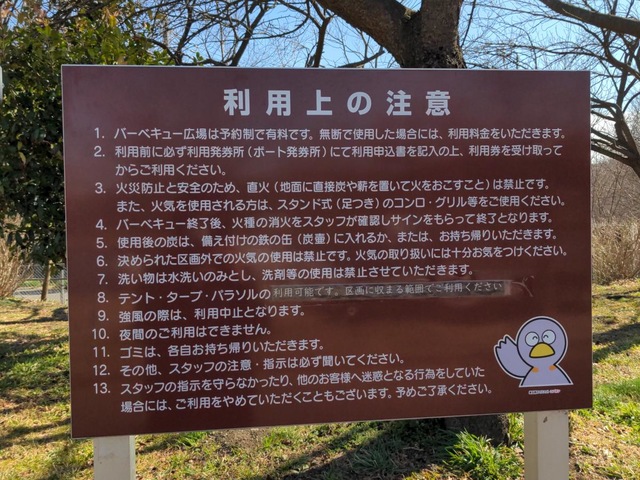 利用上の注意
1. バーベキュー広場は予約制で有料です。無断で使用した場合には、利用料金をいただきます。
2. 利用前に必ず利用発券所（ボート発券所）にて利用申込書を記入の上、利用券を受け取って
からご利用ください。
3. 火災防止と安全のため、直火（地面に直接炭や薪を置いて火をおこすこと）は禁止です。
また、火気を使用される方は、スタンド式（足つき）のコンロ・グリル等をご使用ください。
4. バーベキュー終了後、火種の消火をスタッフが確認しサインをもらって終了となります。
5. 使用後の炭は、備え付けの鉄の缶（炭壷）に入れるか、または、お持ち帰りいただきます。
6. 決められた区画外での火気の使用は禁止です。火気の取り扱いには十分お気をつけください。
7. 洗い物は水洗いのみとし、洗剤等の使用は禁止させていただきます。
8. テント・タープ・パラソルの利用可能です。区画に収まる範囲でご利用ください
9. 強風の際は、利用中止となります。
10. 夜間のご利用はできません。
11. ゴミは、各自お持ち帰りいただきます。
12. その他、スタッフの注意・指示は必ず聞いてください。
13. スタッフの指示を守らなかったり、他のお客様へ迷惑となる行為をしていた
場合には、ご利用をやめていただくこともございます。予めご了承ください。